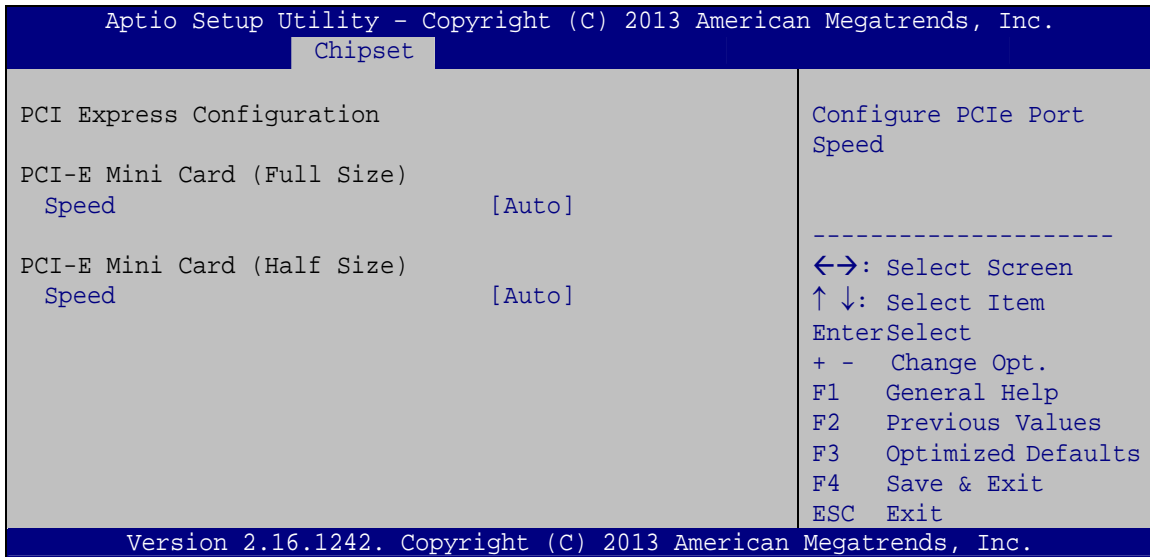 Aptio Setup Utility – Copyright (C) 2013 American Megatrends, Inc.
Chipset
PCI Express Configuration
PCI-E Mini Card (Full Size)
Speed [Auto]
PCI-E Mini Card (Half Size)
Speed [Auto]
Configure PCIe Port
Speed
---------------------
←→: Select Screen
↑ ↓: Select Item
EnterSelect
+ - Change Opt.
F1 General Help
F2 Previous Values
F3 Optimized Defaults
F4 Save & Exit
ESC Exit
Version 2.16.1242. Copyright (C) 2013 American Megatrends, Inc.